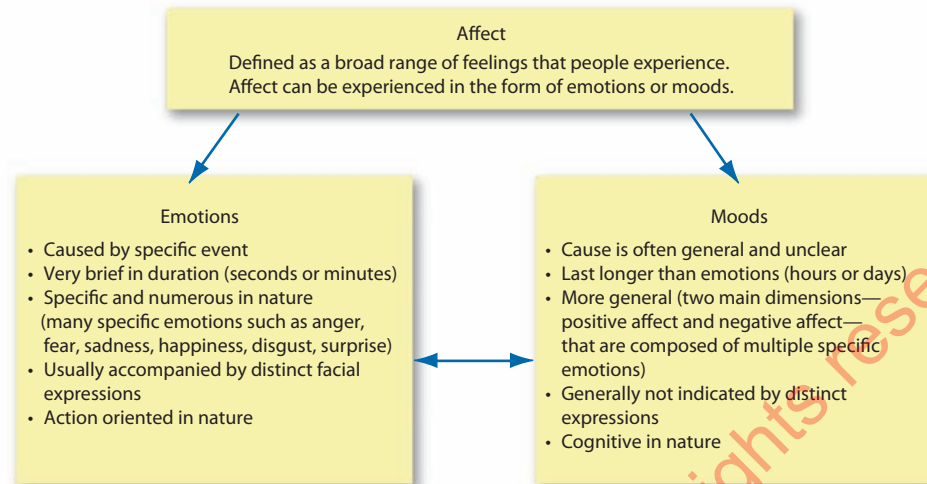 Affect
Defined as a broad range of feelings that people experience.
Affect can be experienced in the form of emotions or moods.
Emotions
• Caused by specific event
• Very brief in duration (seconds or minutes)
• Specific and numerous in nature
(many specific emotions such as anger,
fear, sadness, happiness, disgust, surprise)
• Usually accompanied by distinct facial
expressions
• Action oriented in nature
Moods
• Cause is often general and unclear
• Last longer than emotions (hours or days)
• More general (two main dimensions—
positive affect and negative affect—
that are composed of multiple specific
emotions)
• Generally not indicated by distinct
expressions
• Cognitive in nature
ights rese